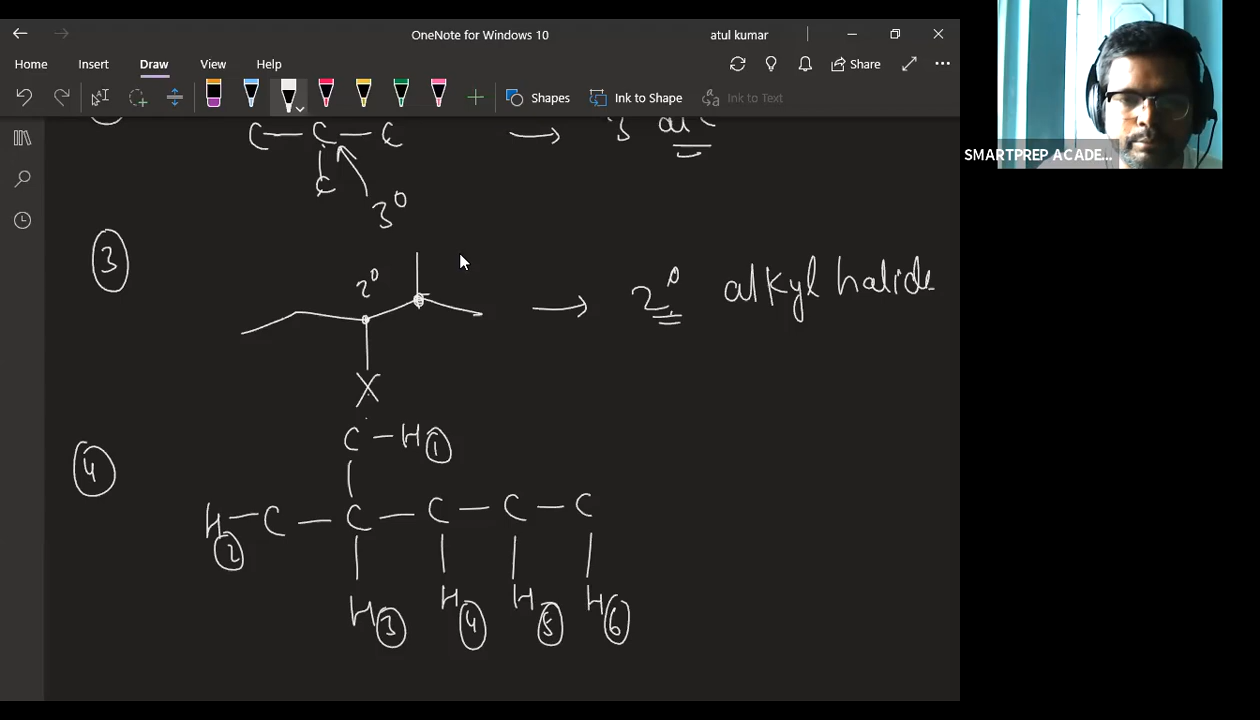 OneNote for Windows 10
atul kumar
Home Insert Draw View Help
Share
Shapes
Ink to Shape
Ink to Text
SMARTPREP ACADE...
C — C — C →
C
3°
③
2°
→ 2° alkyl halide
X
④
C – H ①
H – C – C – C – C – C
②
H ③ H ④ H ⑤ H ⑥